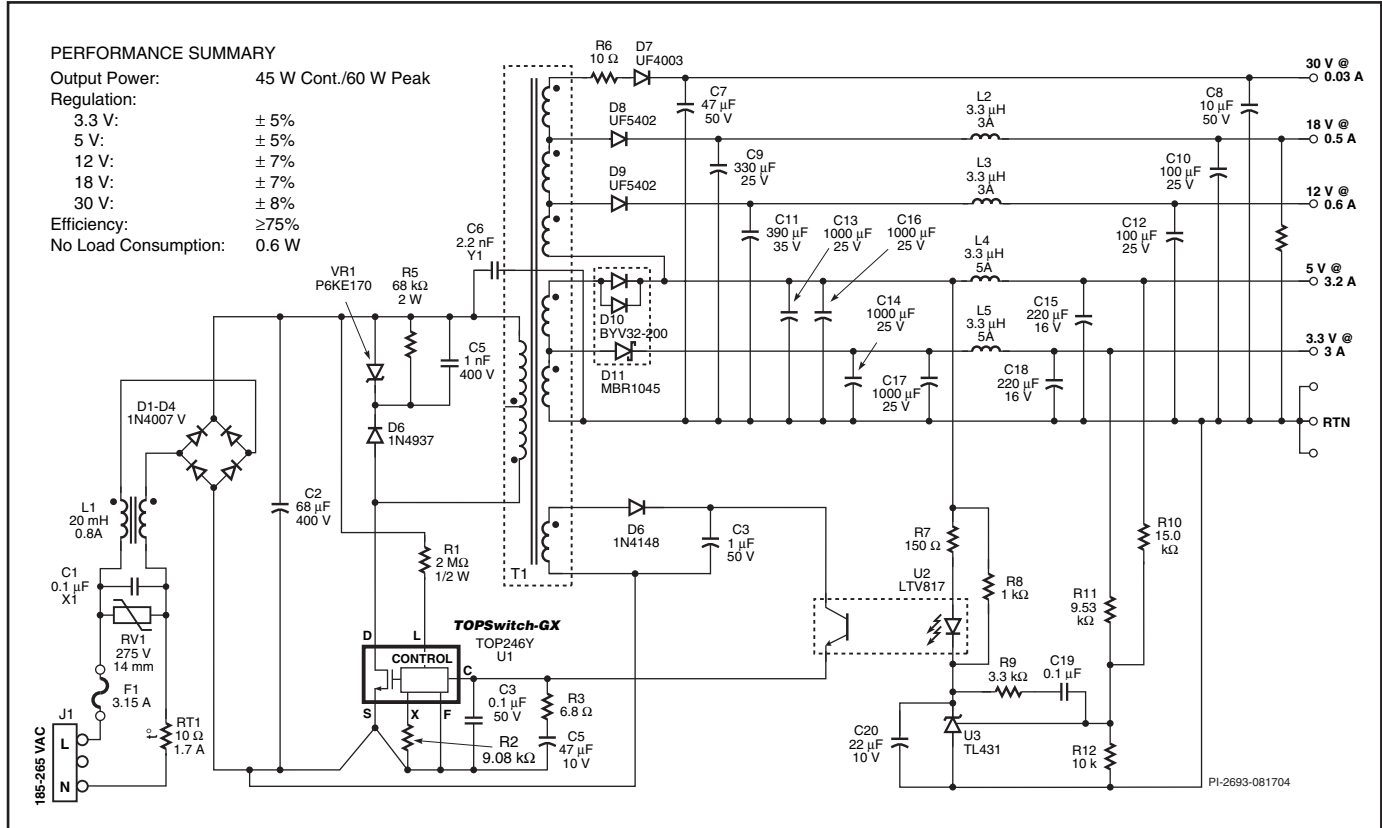 PERFORMANCE SUMMARY
Output Power: 45 W Cont./60 W Peak
Regulation:
3.3 V: ± 5%
5 V: ± 5%
12 V: ± 7%
18 V: ± 7%
30 V: ± 8%
Efficiency: ≥75%
No Load Consumption: 0.6 W
R6
10 Ω
D7
UF4003
C7
47 µF
50 V
L2
3.3 µH
3A
C8
10 µF
50 V
30 V @
0.03 A
D8
UF5402
18 V @
0.5 A
C9
330 µF
25 V
L3
3.3 µH
3A
C10
100 µF
25 V
D9
UF5402
12 V @
0.6 A
C11
390 µF
35 V
C13
1000 µF
25 V
C16
1000 µF
25 V
L4
3.3 µH
5A
C12
100 µF
25 V
C6
2.2 nF
Y1
5 V @
3.2 A
VR1
P6KE170
R5
68 kΩ
2 W
D10
BYV32-200
C14
1000 µF
25 V
L5
3.3 µH
5A
C15
220 µF
16 V
C5
1 nF
400 V
3.3 V @
3 A
D11
MBR1045
C17
1000 µF
25 V
C18
220 µF
16 V
D1-D4
1N4007 V
D6
1N4937
RTN
L1
20 mH
0.8A
C2
68 µF
400 V
D6
1N4148
C3
1 µF
50 V
R7
150 Ω
R10
15.0
kΩ
R1
2 MΩ
1/2 W
T1
U2
LTV817
R8
1 kΩ
C1
0.1 µF
X1
R11
9.53
kΩ
RV1
275 V
14 mm
D
L
TOPSwitch-GX
TOP246Y
U1
CONTROL
C
S
X
F
C3
0.1 µF
50 V
R3
6.8 Ω
R9
3.3 kΩ
C19
0.1 µF
F1
3.15 A
J1
L
N
185-265 VAC
RT1
10 Ω
1.7 A
t°
R2
9.08 kΩ
C5
47 µF
10 V
C20
22 µF
10 V
U3
TL431
R12
10 k
PI-2693-081704